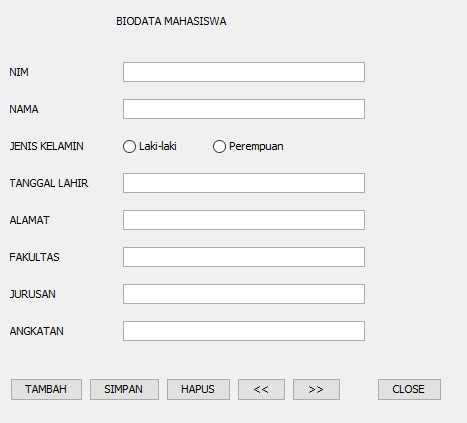 BIODATA MAHASISWA
NIM
NAMA
JENIS KELAMIN Laki-laki Perempuan
TANGGAL LAHIR
ALAMAT
FAKULTAS
JURUSAN
ANGKATAN
TAMBAH SIMPAN HAPUS << >> CLOSE